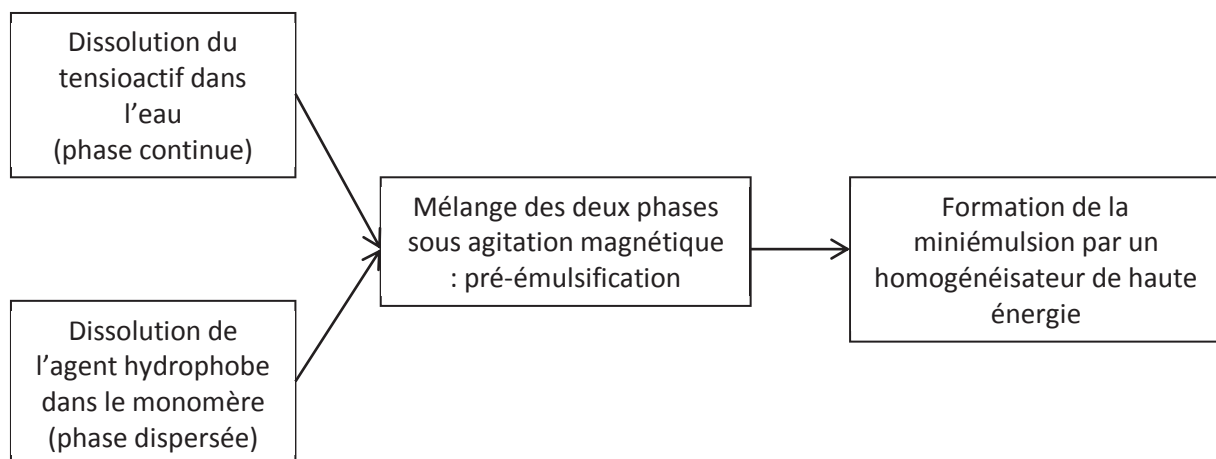 Dissolution du
tensioactif dans
l’eau
(phase continue)
Dissolution de
l’agent hydrophobe
dans le monomère
(phase dispersée)
Mélange des deux phases
sous agitation magnétique
: pré-émulsification
Formation de la
miniémulsion par un
homogénéisateur de haute
énergie